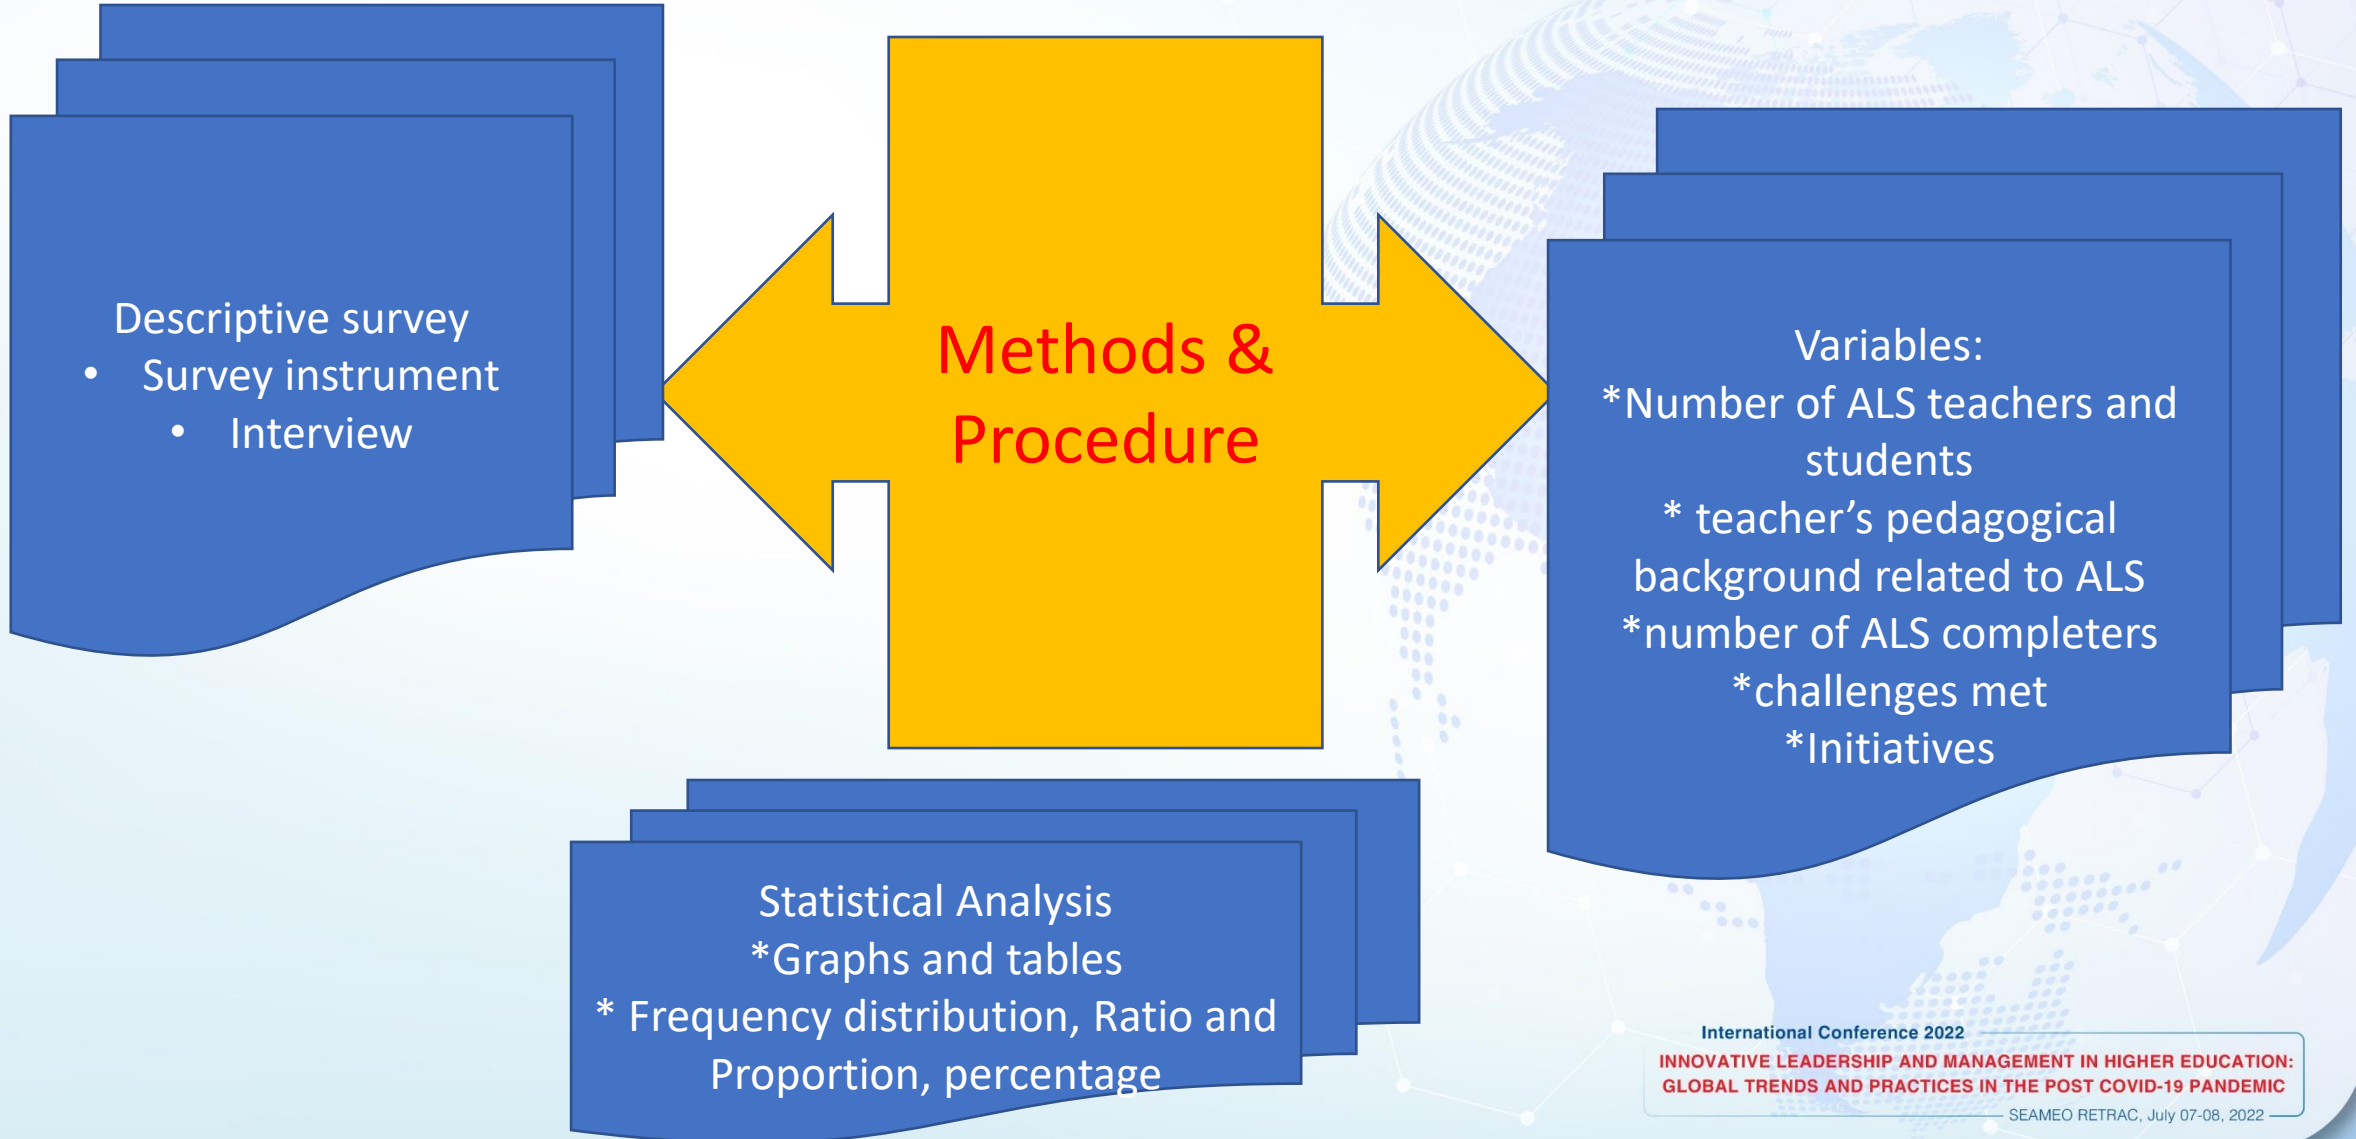 Descriptive survey
• Survey instrument
• Interview
Methods &
Procedure
Variables:
*Number of ALS teachers and
students
* teacher’s pedagogical
background related to ALS
*number of ALS completers
*challenges met
*Initiatives
Statistical Analysis
*Graphs and tables
* Frequency distribution, Ratio and
Proportion, percentage
International Conference 2022
INNOVATIVE LEADERSHIP AND MANAGEMENT IN HIGHER EDUCATION:
GLOBAL TRENDS AND PRACTICES IN THE POST COVID-19 PANDEMIC
SEAMEO RETRAC, July 07-08, 2022